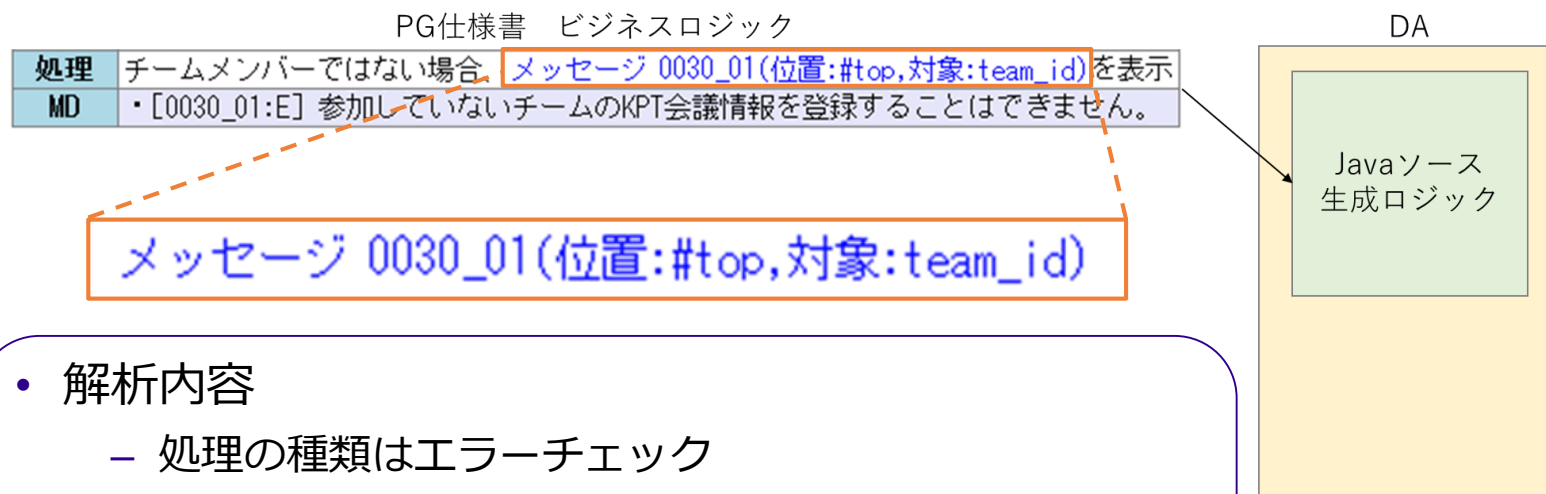 PG仕様書 ビジネスロジック
DA
処理 チームメンバーではない場合、メッセージ 0030_01(位置:#top,対象:team_id)を表示
MD ・[0030_01:E] 参加していないチームのKPT会議情報を登録することはできません。
Javaソース
生成ロジック
メッセージ 0030_01(位置:#top,対象:team_id)
• 解析内容
– 処理の種類はエラーチェック